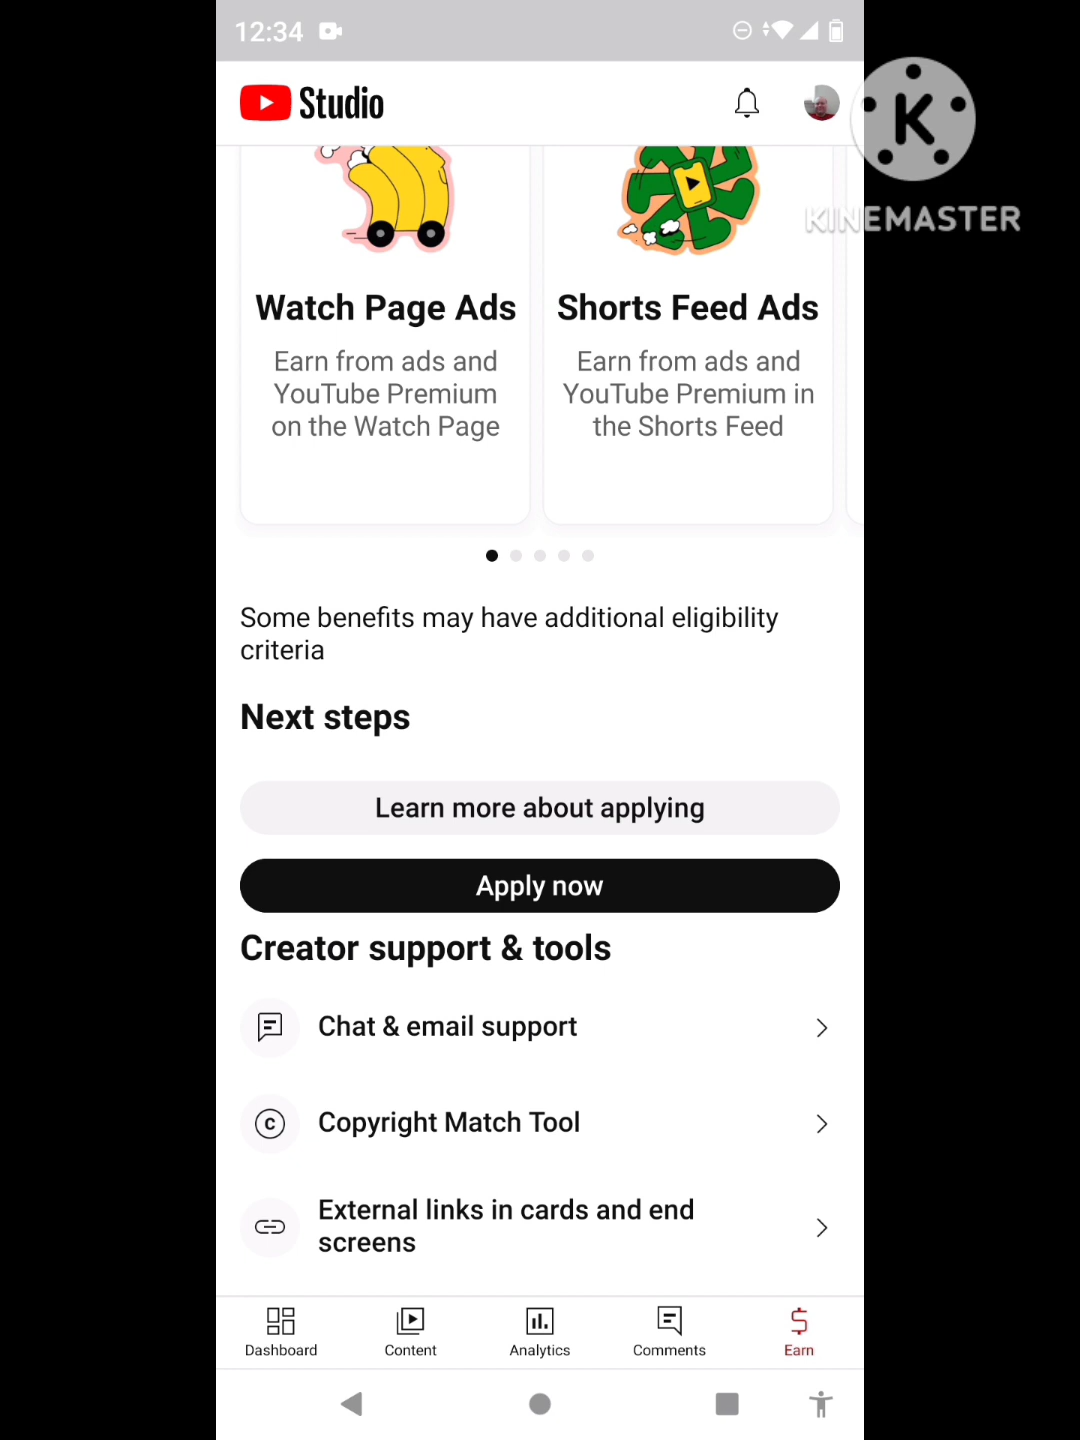 12:34
Studio
K
KINEMASTER
Watch Page Ads
Earn from ads and
YouTube Premium
on the Watch Page
Shorts Feed Ads
Earn from ads and
YouTube Premium in
the Shorts Feed
Some benefits may have additional eligibility
criteria
Next steps
Learn more about applying
Apply now
Creator support & tools
Chat & email support
Copyright Match Tool
External links in cards and end
screens
Dashboard
Content
Analytics
Comments
Earn